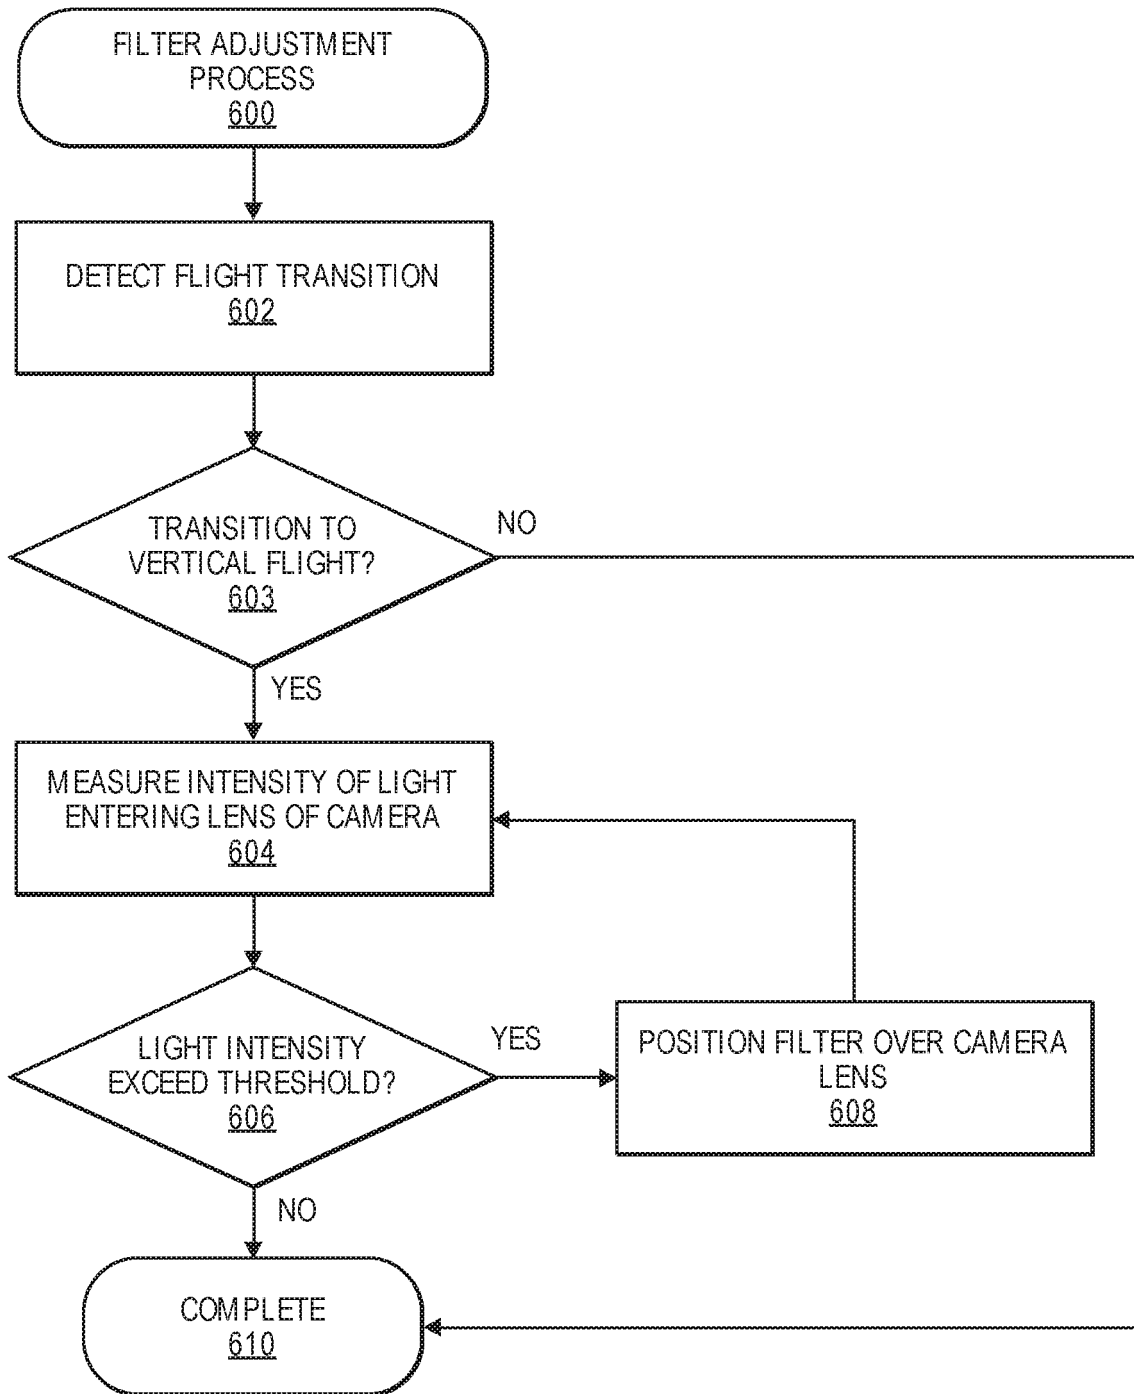 FILTER ADJUSTMENT
PROCESS
600
DETECT FLIGHT TRANSITION
602
TRANSITION TO
VERTICAL FLIGHT?
603
NO
YES
MEASURE INTENSITY OF LIGHT
ENTERING LENS OF CAMERA
604
LIGHT INTENSITY
EXCEED THRESHOLD?
606
YES
POSITION FILTER OVER CAMERA
LENS
608
NO
COMPLETE
610